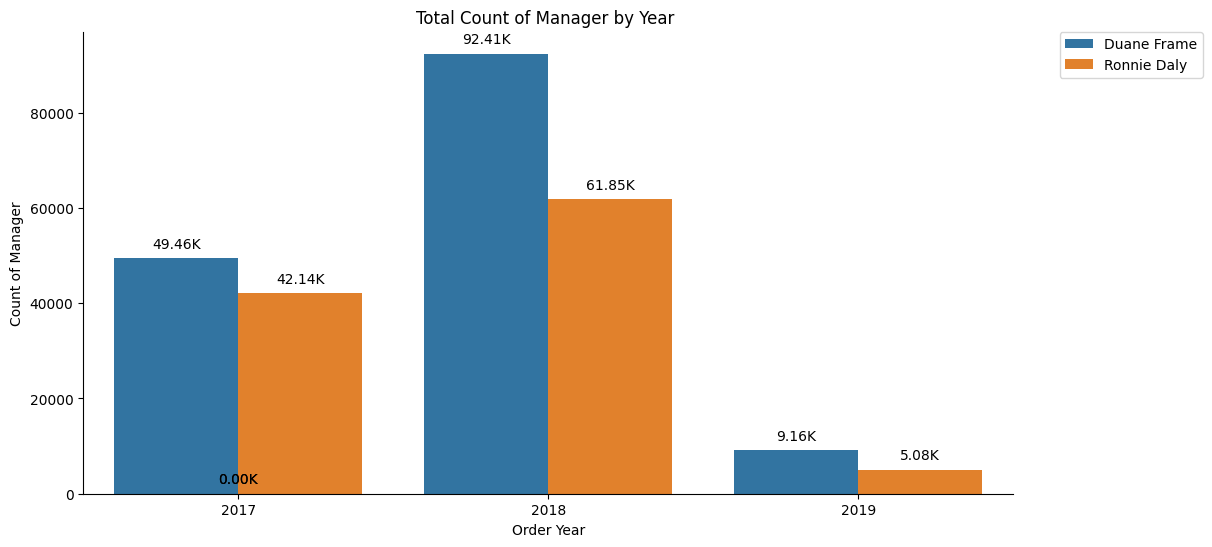 Total Count of Manager by Year
Duane Frame
Ronnie Daly
Count of Manager
80000
60000
40000
20000
0
92.41K
61.85K
49.46K
42.14K
9.16K
5.08K
0.00K
2017
2018
2019
Order Year